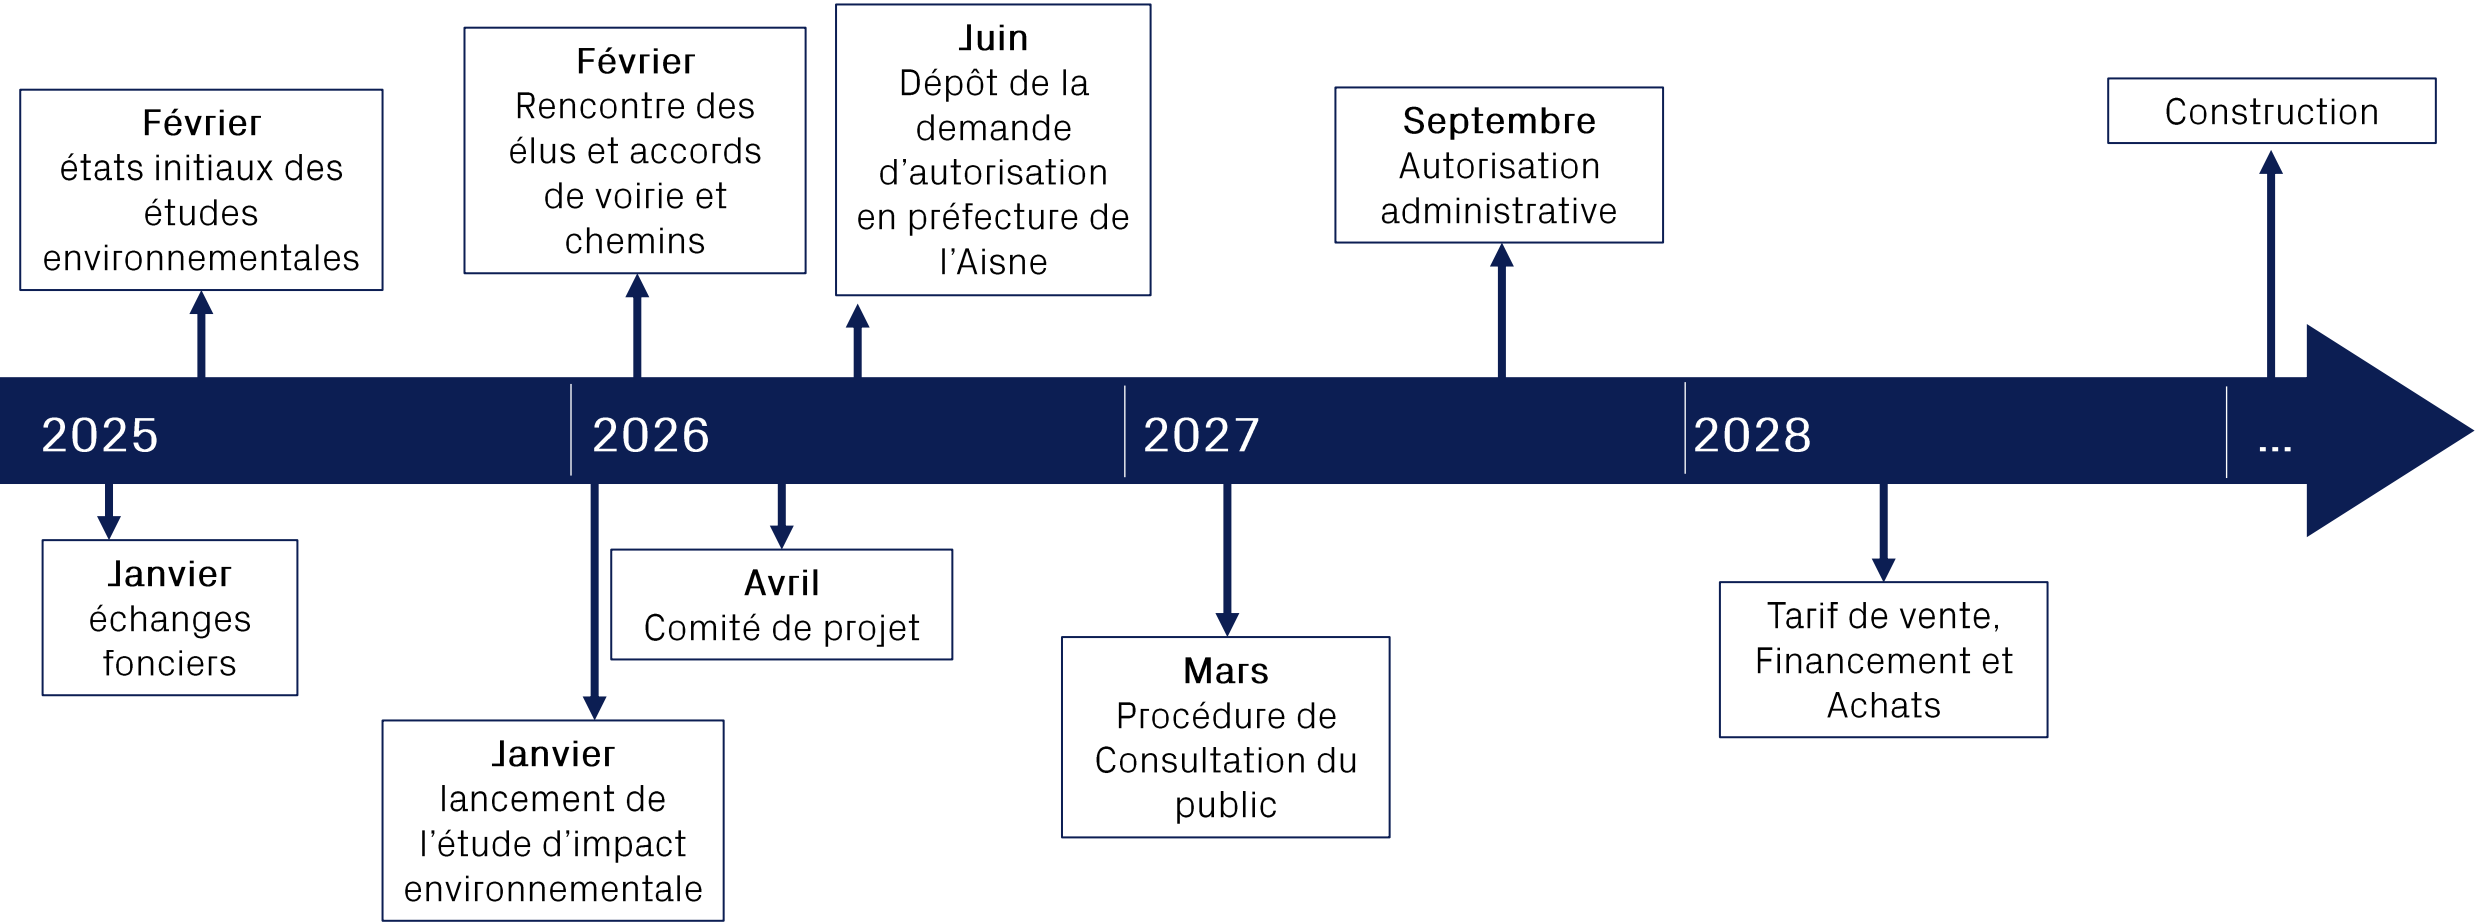 Février
états initiaux des
études
environnementales
Février
Rencontre des
élus et accords
de voirie et
chemins
Juin
Dépôt de la
demande
d’autorisation
en préfecture de
l’Aisne
Septembre
Autorisation
administrative
Construction
2025
2026
2027
2028
...
Janvier
échanges
fonciers
Janvier
lancement de
l’étude d’impact
environnementale
Avril
Comité de projet
Mars
Procédure de
Consultation du
public
Tarif de vente,
Financement et
Achats